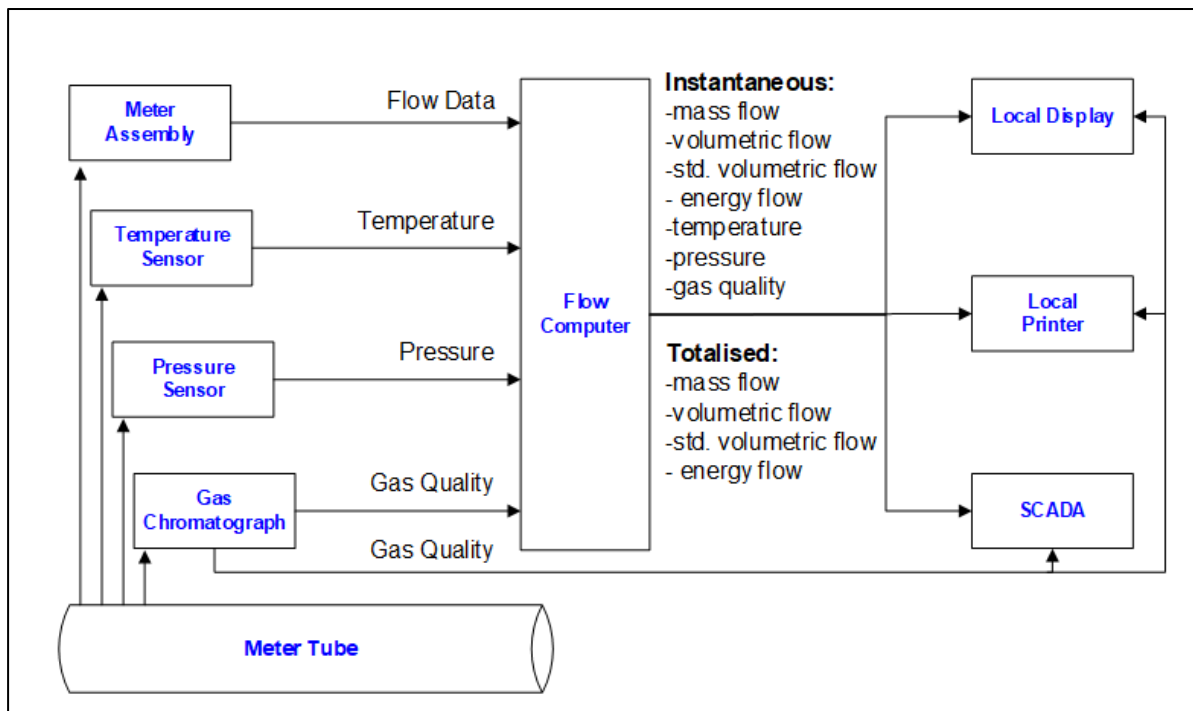 Meter
Assembly
Flow Data
Temperature
Sensor
Temperature
Pressure
Sensor
Pressure
Gas
Chromatograph
Gas Quality
Gas Quality
Meter Tube
Flow
Computer
Instantaneous:
-mass flow
-volumetric flow
-std. volumetric flow
- energy flow
-temperature
-pressure
-gas quality
Totalised:
-mass flow
-volumetric flow
-std. volumetric flow
- energy flow
Local Display
Local
Printer
SCADA